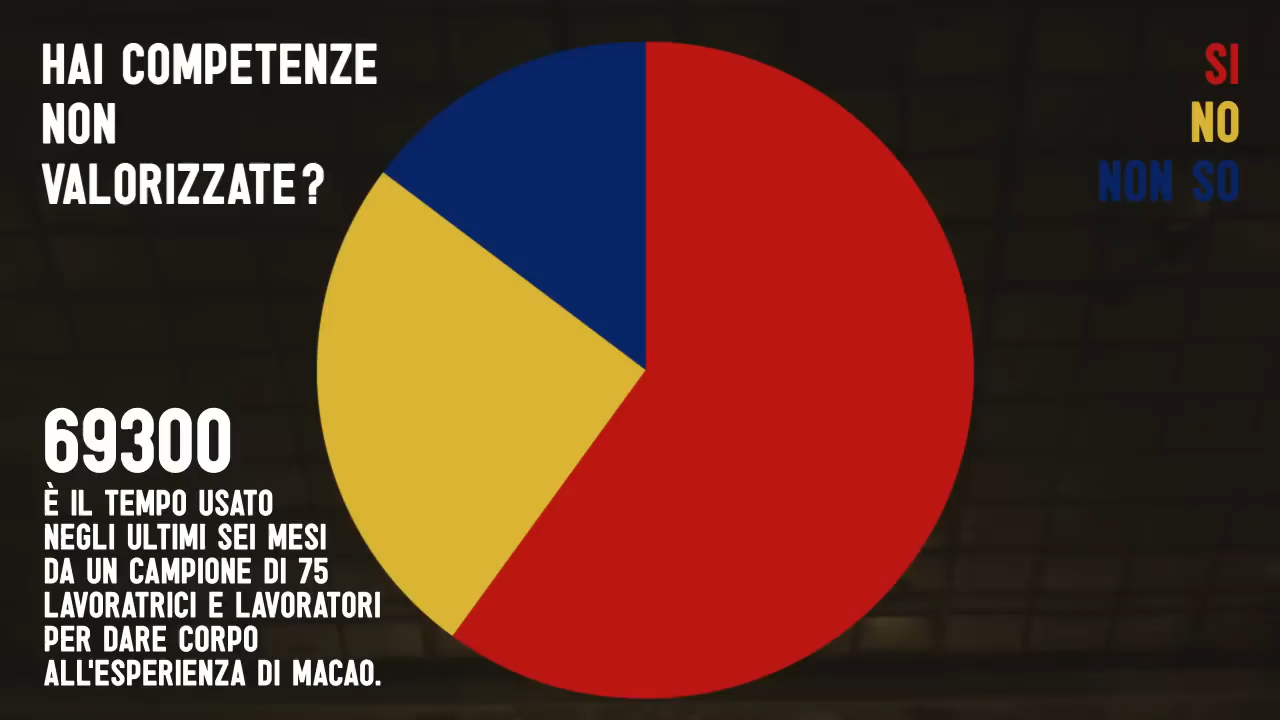 HAI COMPETENZE
NON
VALORIZZATE?
SI
NO
NON SO
69300
È IL TEMPO USATO
NEGLI ULTIMI SEI MESI
DA UN CAMPIONE DI 75
LAVORATRICI E LAVORATORI
PER DARE CORPO
ALL'ESPERIENZA DI MACAO.